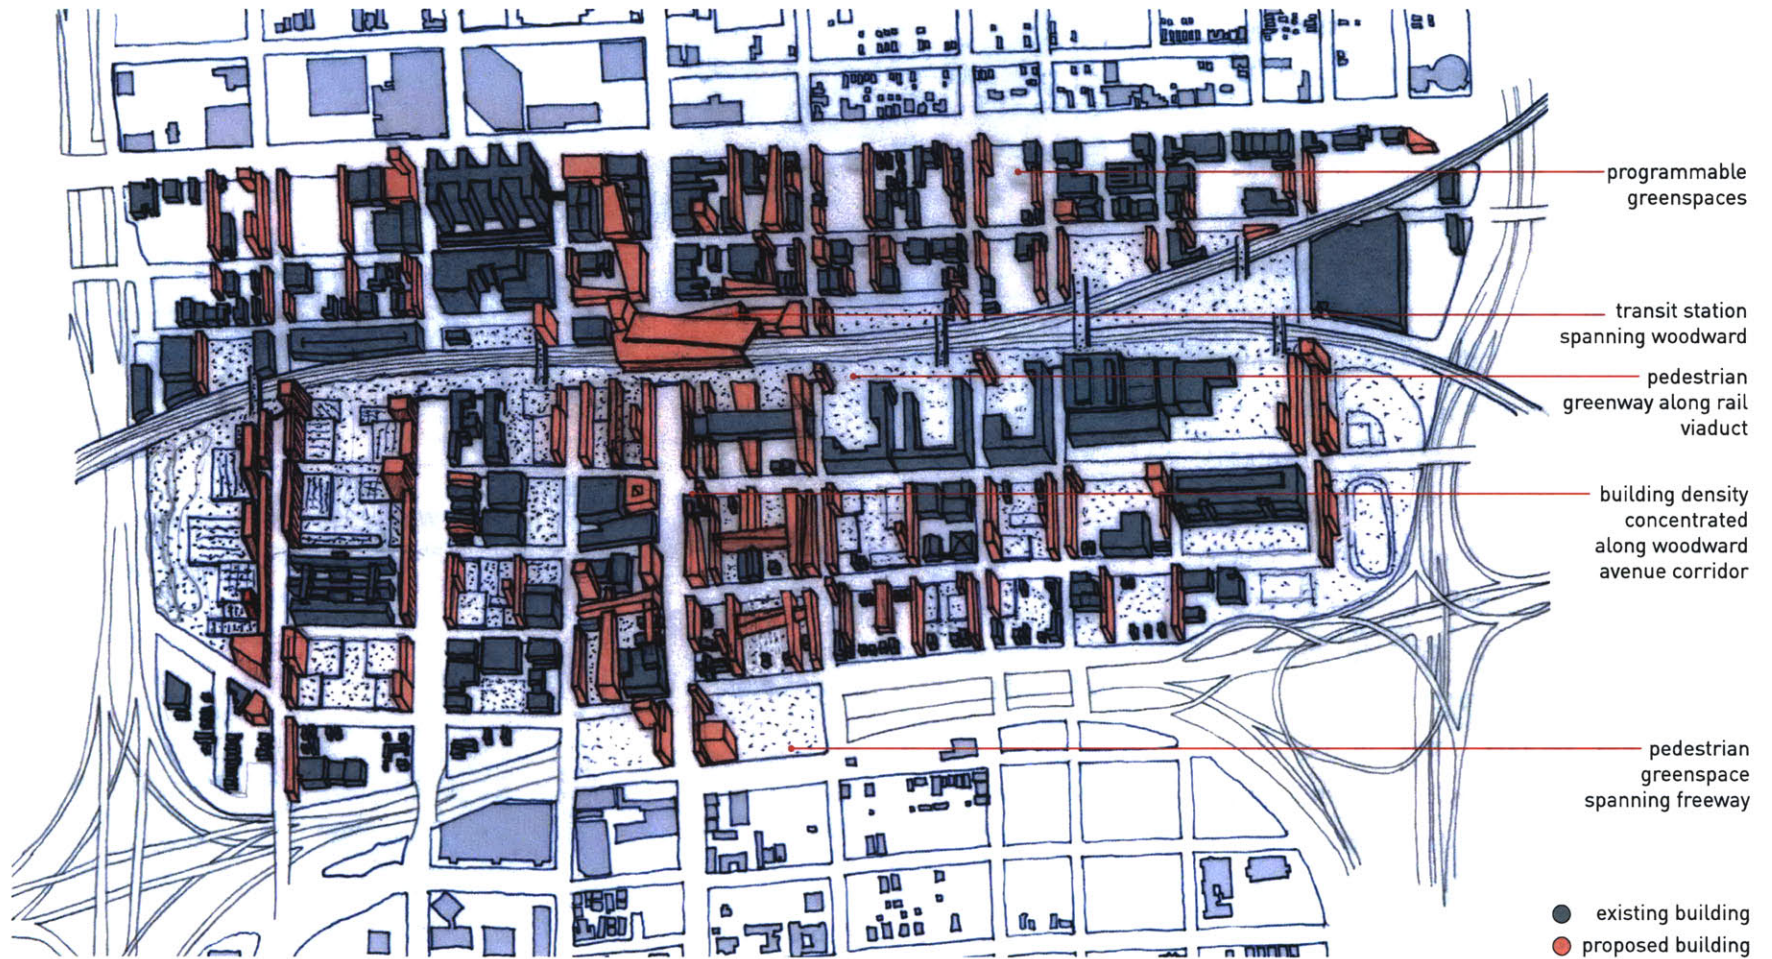 programmable
greenspaces
transit station
spanning woodward
pedestrian
greenway along rail
viaduct
building density
concentrated
along woodward
avenue corridor
pedestrian
greenspace
spanning freeway
existing building
proposed building